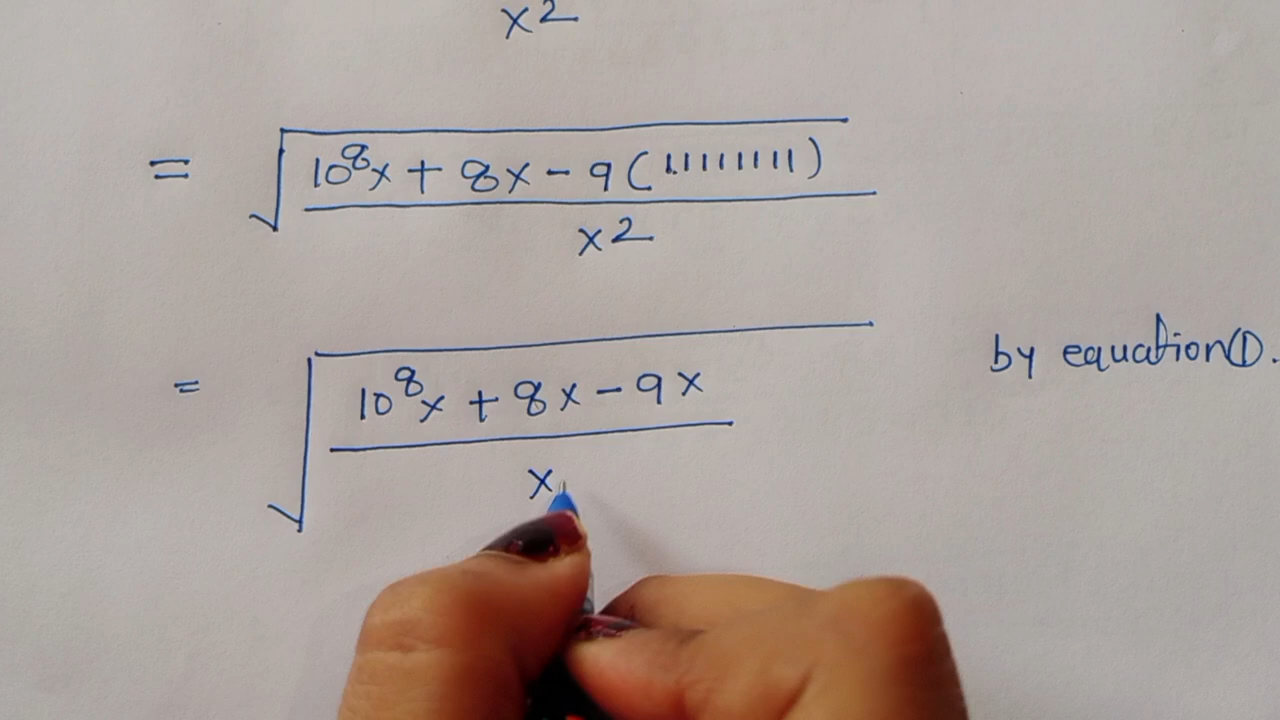 x2
= √10⁸x + 8x - 9 (11111111)
x2
= √10⁸x + 8x - 9x by equation①.
x